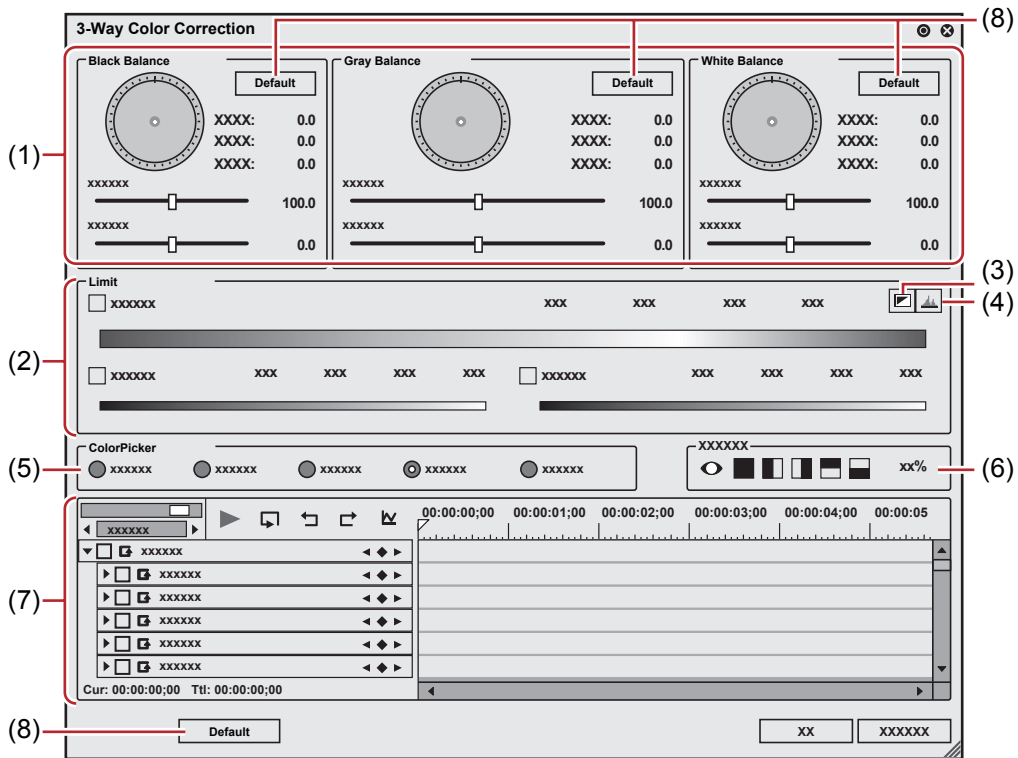 3-Way Color Correction
(8)
(1)
Black Balance
Default
XXXX: 0.0
XXXX: 0.0
XXXX: 0.0
xxxxxx
100.0
xxxxxx
0.0
Gray Balance
Default
XXXX: 0.0
XXXX: 0.0
XXXX: 0.0
xxxxxx
100.0
0.0
White Balance
Default
XXXX: 0.0
XXXX: 0.0
XXXX: 0.0
xxxxxx
100.0
xxxxxx
0.0
(2)
Limit
(3)
(4)
xxxxxx xxx xxx xxx xxx
xxxxxx xxx xxx xxx xxx
xxxxxx xxx xxx xxx xxx
(5)
ColorPicker
xxxxxx xxxxxx xxxxxx xxxxxx xxxxxx
XXXXXX
xx%
(6)
(7)
xxxxxx
00:00:00;00 00:00:01;00 00:00:02;00 00:00:03;00 00:00:04;00 00:00:05
xxxxxx
xxxxxx
xxxxxx
xxxxxx
xxxxxx
xxxxxx
Cur: 00:00:00;00 Ttl: 00:00:00;00
(8)
Default
XX
XXXXXX